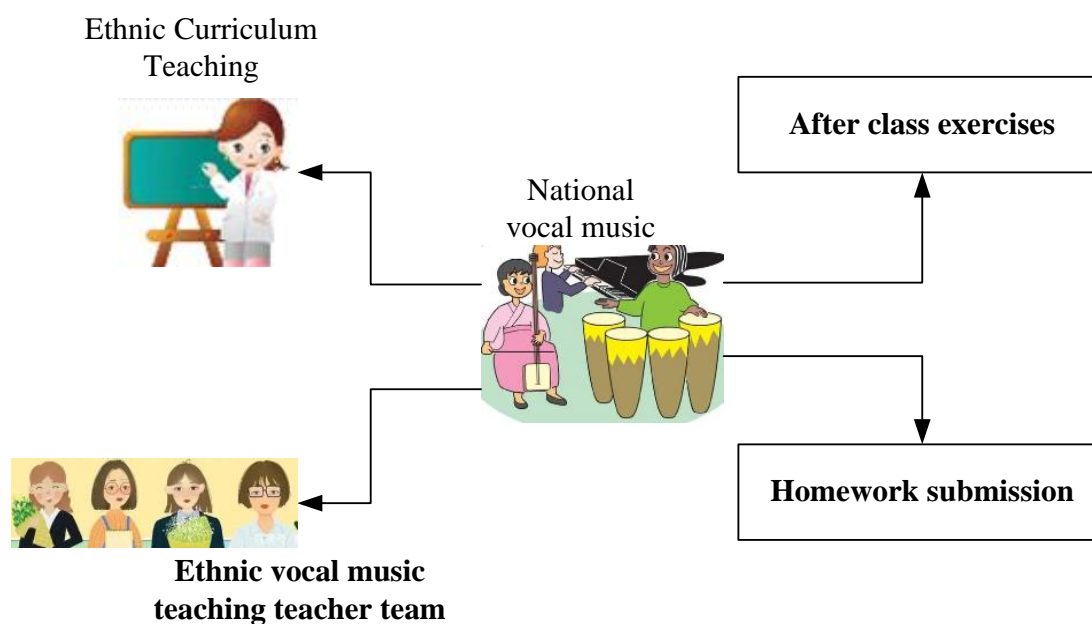 Ethnic Curriculum
Teaching
After class exercises
National
vocal music
Homework submission
Ethnic vocal music
teaching teacher team